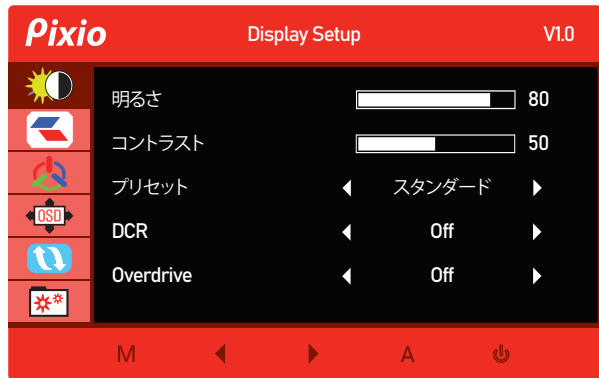 Pixio Display Setup V1.0
明るさ 80
コントラスト 50
プリセット スタンダード
DCR Off
Overdrive Off
OSD
M A